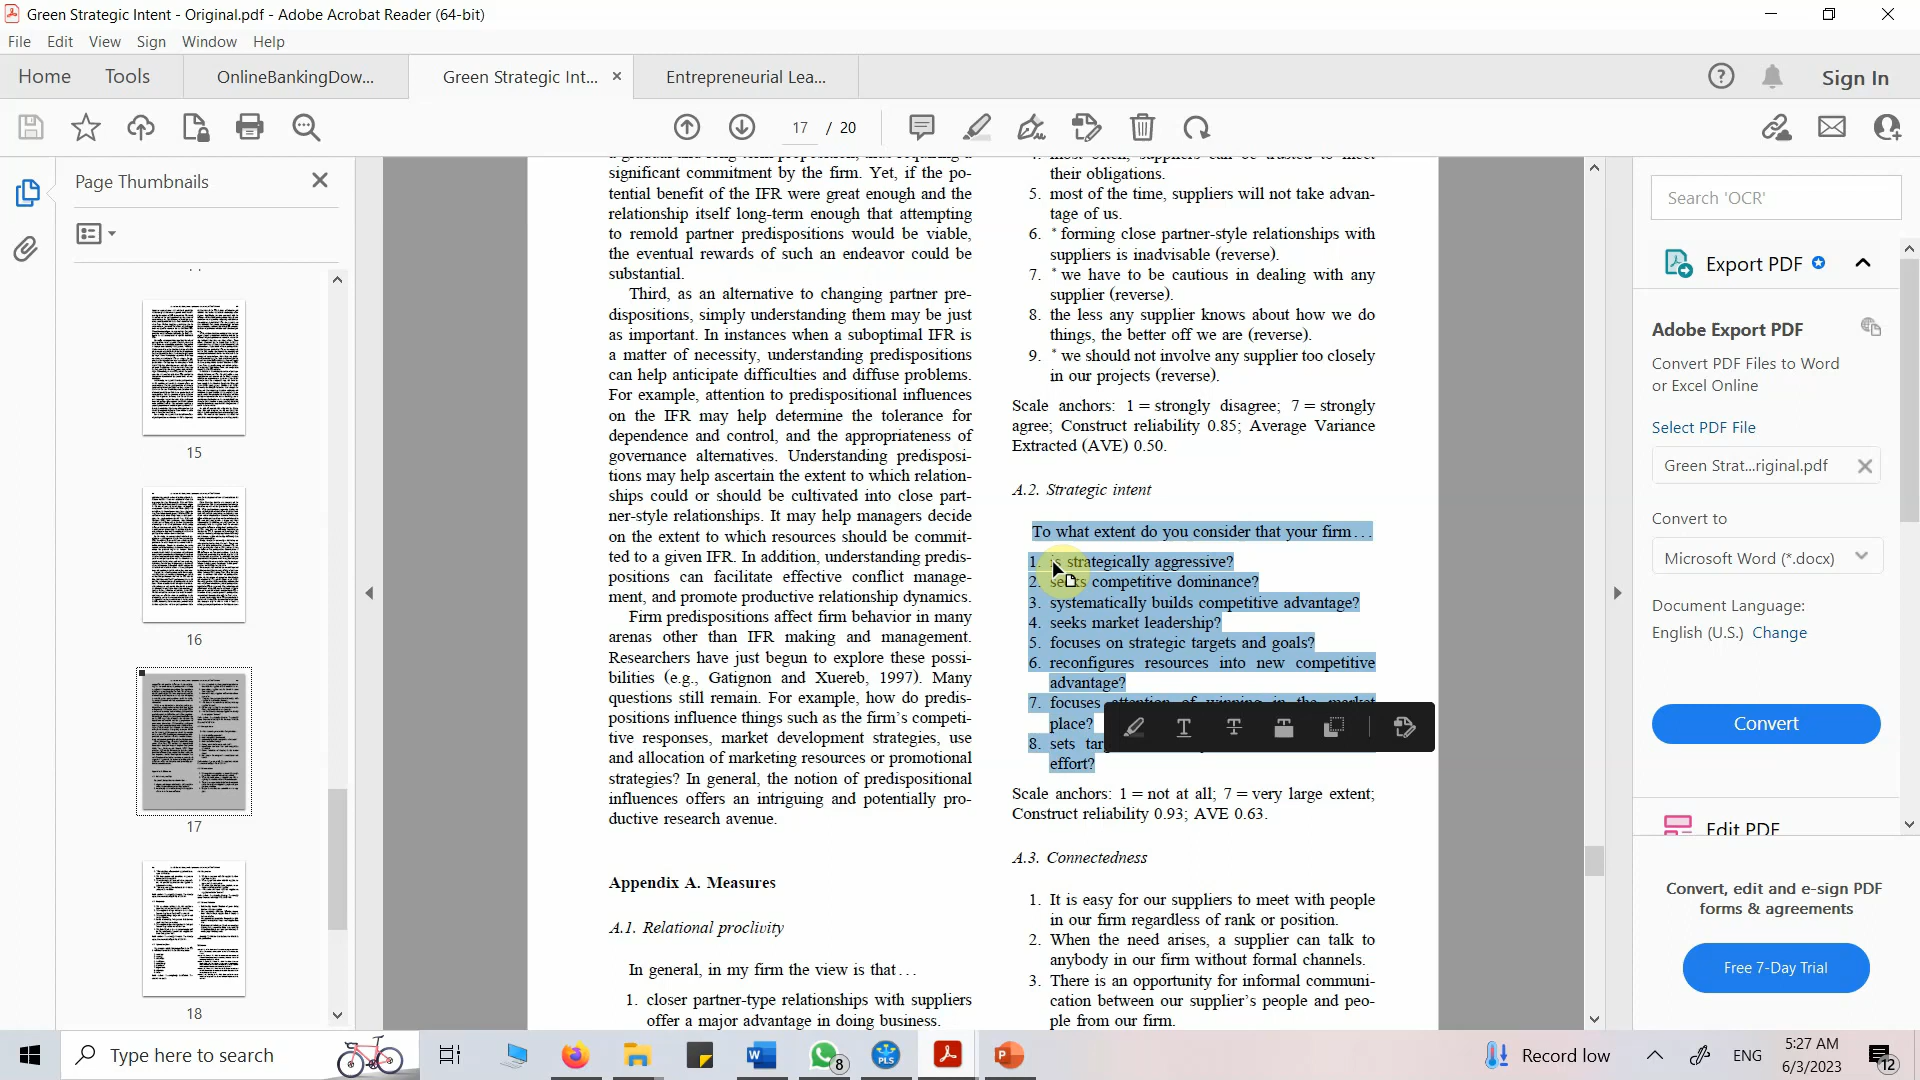 Green Strategic Intent - Original.pdf - Adobe Acrobat Reader (64-bit)
File Edit View Sign Window Help
Home Tools OnlineBankingDow... Green Strategic Int... Entrepreneurial Lea... Sign In
17 / 20
Page Thumbnails
15
16
17
18
significant commitment by the firm. Yet, if the po-
tential benefit of the IFR were great enough and the
relationship itself long-term enough that attempting
to remold partner predispositions would be viable,
the eventual rewards of such an endeavor could be
substantial.
Third, as an alternative to changing partner pre-
dispositions, simply understanding them may be just
as important. In instances when a suboptimal IFR is
a matter of necessity, understanding predispositions
can help anticipate difficulties and diffuse problems.
For example, attention to predispositional influences
on the IFR may help determine the tolerance for
dependence and control, and the appropriateness of
governance alternatives. Understanding predisposi-
tions may help ascertain the extent to which relation-
ships could or should be cultivated into close part-
ner-style relationships. It may help managers decide
on the extent to which resources should be commit-
ted to a given IFR. In addition, understanding predis-
positions can facilitate effective conflict manage-
ment, and promote productive relationship dynamics.
Firm predispositions affect firm behavior in many
arenas other than IFR making and management.
Researchers have just begun to explore these possi-
bilities (e.g., Gatignon and Xuereb, 1997). Many
questions still remain. For example, how do predis-
positions influence things such as the firm's competi-
tive responses, market development strategies, use
and allocation of marketing resources or promotional
strategies? In general, the notion of predispositional
influences offers an intriguing and potentially pro-
ductive research avenue.
Appendix A. Measures
A.1. Relational proclivity
In general, in my firm the view is that...
1. closer partner-type relationships with suppliers
offer a major advantage in doing business.
their obligations.
5. most of the time, suppliers will not take advan-
tage of us.
6. * forming close partner-style relationships with
suppliers is inadvisable (reverse).
7. * we have to be cautious in dealing with any
supplier (reverse).
8. the less any supplier knows about how we do
things, the better off we are (reverse).
9. * we should not involve any supplier too closely
in our projects (reverse).
Scale anchors: 1 = strongly disagree; 7 = strongly
agree; Construct reliability 0.85; Average Variance
Extracted (AVE) 0.50.
A.2. Strategic intent
To what extent do you consider that your firm...
1. is strategically aggressive?
2. seeks competitive dominance?
3. systematically builds competitive advantage?
4. seeks market leadership?
5. focuses on strategic targets and goals?
6. reconfigures resources into new competitive
advantage?
7. focuses attention of winning in the market
place?
8. sets
effort?
Scale anchors: 1 = not at all; 7 = very large extent;
Construct reliability 0.93; AVE 0.63.
A.3. Connectedness
1. It is easy for our suppliers to meet with people
in our firm regardless of rank or position.
2. When the need arises, a supplier can talk to
anybody in our firm without formal channels.
3. There is an opportunity for informal communi-
cation between our supplier's people and peo-
ple from our firm.
Search 'OCR'
Export PDF
Adobe Export PDF
Convert PDF Files to Word
or Excel Online
Select PDF File
Green Strat...riginal.pdf
Convert to
Microsoft Word (*.docx)
Document Language:
English (U.S.) Change
Convert
Edit PDF
Convert, edit and e-sign PDF
forms & agreements
Free 7-Day Trial
Type here to search
8
PLS
Record low
ENG
5:27 AM
6/3/2023
12